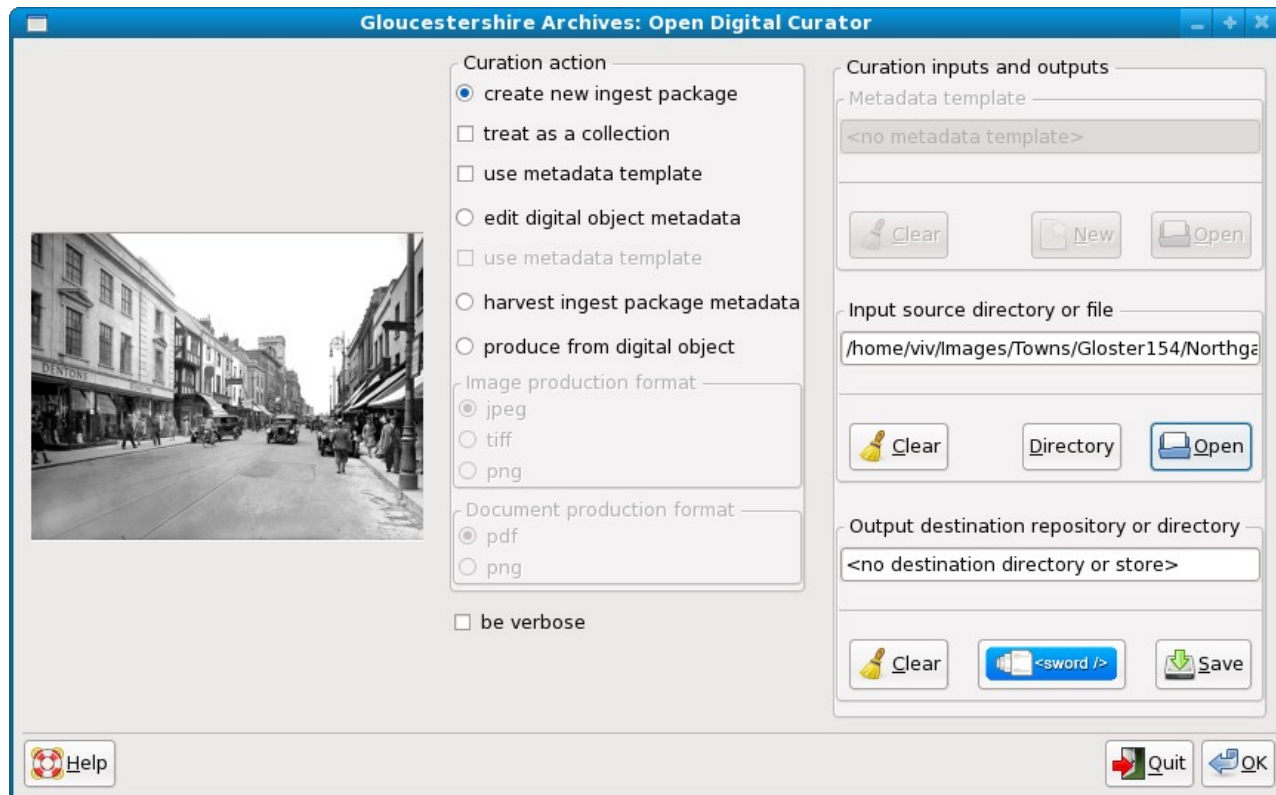 Gloucestershire Archives: Open Digital Curator
DENTONS
Curation action
create new ingest package
treat as a collection
use metadata template
edit digital object metadata
use metadata template
harvest ingest package metadata
produce from digital object
Image production format
jpeg
tiff
png
Document production format
pdf
png
be verbose
Curation inputs and outputs
Metadata template
<no metadata template>
Clear New Open
Input source directory or file
/home/viv/Images/Towns/Gloster154/Northga
Clear Directory Open
Output destination repository or directory
<no destination directory or store>
Clear <sword /> Save
Help Quit OK